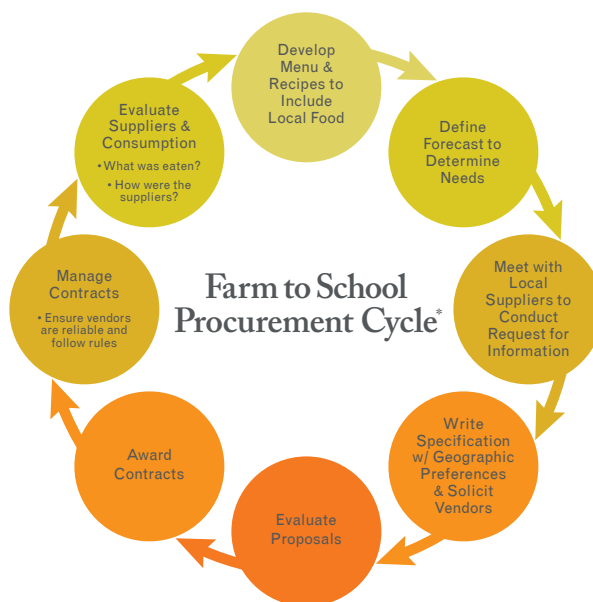 Develop
Menu &
Recipes to
Include
Local Food
Define
Forecast to
Determine
Needs
Meet with
Local
Suppliers to
Conduct
Request for
Information
Write
Specification
w/ Geographic
Preferences
& Solicit
Vendors
Evaluate
Proposals
Award
Contracts
Manage
Contracts
• Ensure vendors
are reliable and
follow rules
Evaluate
Suppliers &
Consumption
• What was eaten?
• How were the
suppliers?
Farm to School
Procurement Cycle*